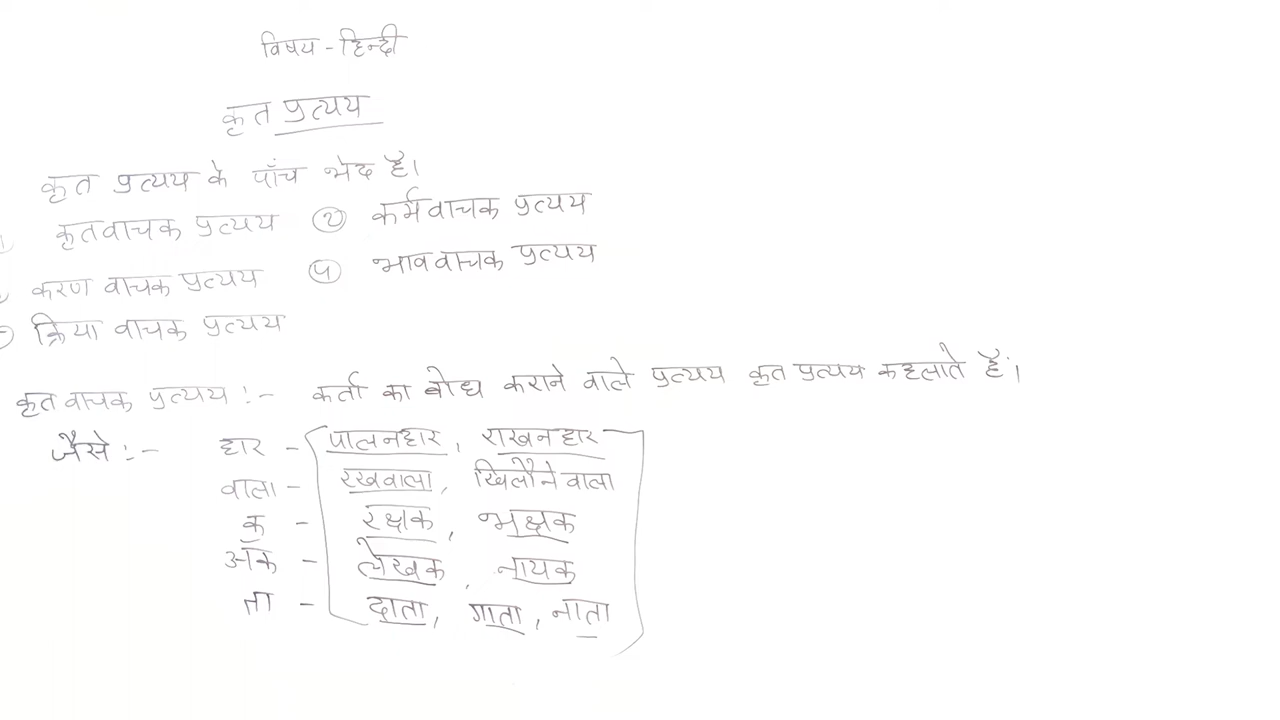 विषय - हिन्दी
कृत प्रत्यय
कृत प्रत्यय के पाँच भेद है।
कृतवाचक प्रत्यय ② कर्मवाचक प्रत्यय
करण वाचक प्रत्यय ④ भाववाचक प्रत्यय
क्रिया वाचक प्रत्यय
कृत वाचक प्रत्यय :- कर्ता का बोध कराने वाले प्रत्यय कृत प्रत्यय कहलाते हैं।
जैसे :- हार - पालनहार, राखनहार
वाला - रखवाला, खिलौने वाला
क - रक्षक, भक्षक
अक - लेखक, नायक
ता - दाता, गाता, नाता